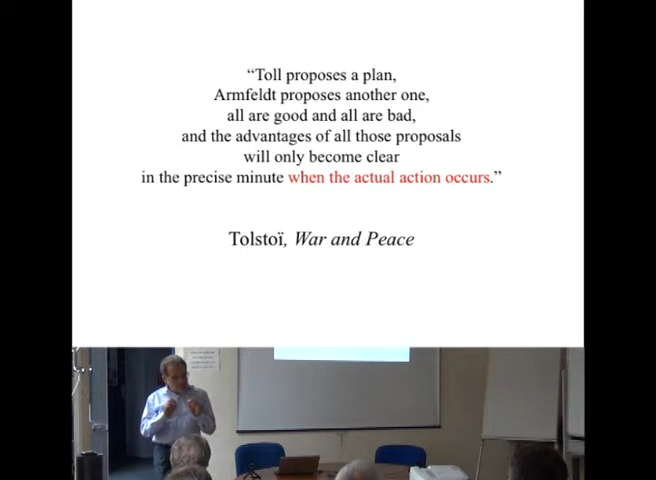 “Toll proposes a plan,
Armfeldt proposes another one,
all are good and all are bad,
and the advantages of all those proposals
will only become clear
in the precise minute when the actual action occurs.”
Tolstoï, War and Peace